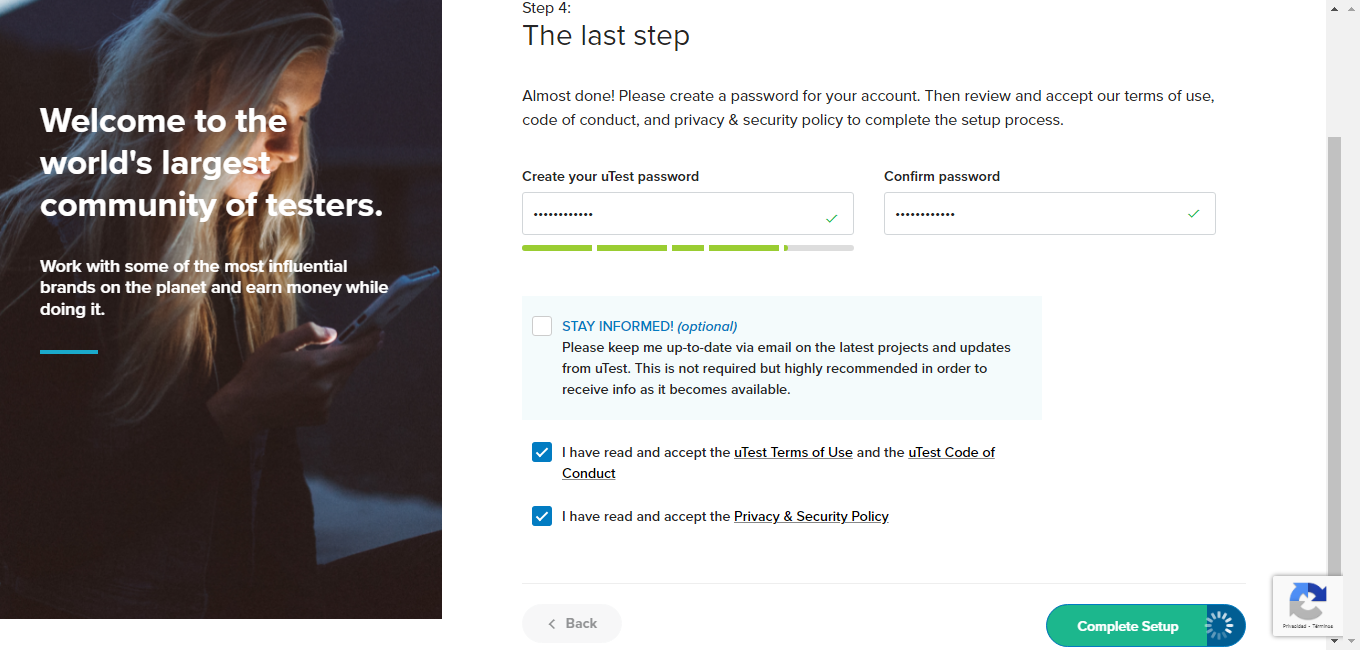 Step 4:
The last step
Welcome to the
world's largest
community of testers.
Work with some of the most influential
brands on the planet and earn money while
doing it.
Almost done! Please create a password for your account. Then review and accept our terms of use,
code of conduct, and privacy & security policy to complete the setup process.
Create your uTest password
Confirm password
••••••••••••
••••••••••••
STAY INFORMED! (optional)
Please keep me up-to-date via email on the latest projects and updates
from uTest. This is not required but highly recommended in order to
receive info as it becomes available.
I have read and accept the uTest Terms of Use and the uTest Code of
Conduct
I have read and accept the Privacy & Security Policy
Back
Complete Setup
Privacidad - Términos